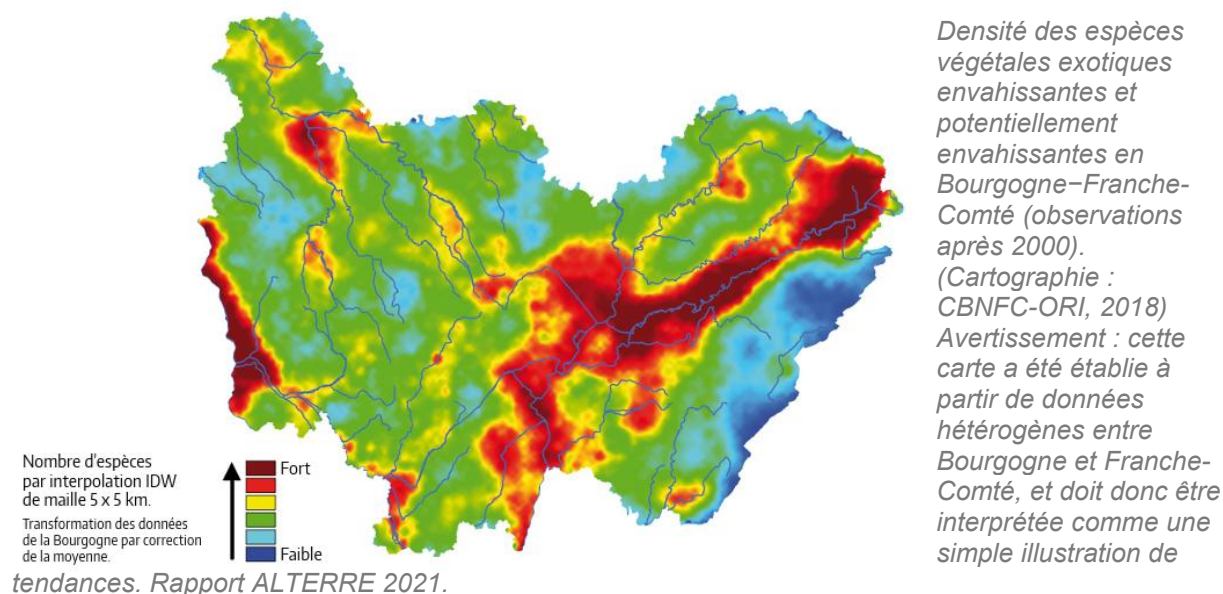 Densité des espèces
végétales exotiques
envahissantes et
potentiellement
envahissantes en
Bourgogne−Franche-
Comté (observations
après 2000).
(Cartographie :
CBNFC-ORI, 2018)
Avertissement : cette
carte a été établie à
partir de données
hétérogènes entre
Bourgogne et Franche-
Comté, et doit donc être
interprétée comme une
simple illustration de
tendances. Rapport ALTERRE 2021.
Nombre d'espèces
par interpolation IDW
de maille 5 x 5 km.
Transformation des données
de la Bourgogne par correction
de la moyenne.
Fort
Faible